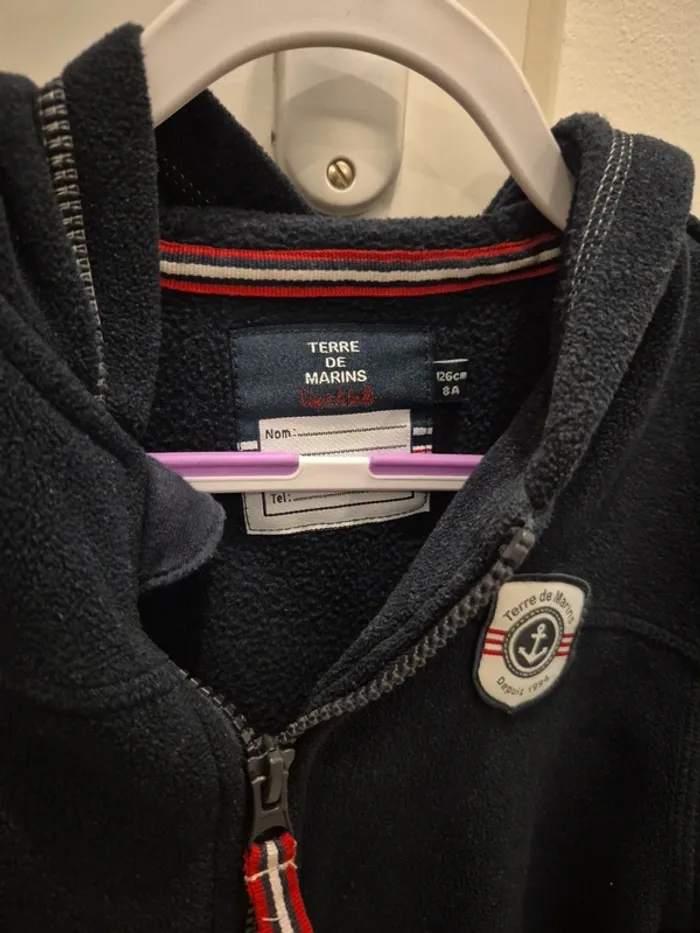 TERRE
DE
MARINS
126cm
8A
Nom:
Tel:
Terre de Marins
Depuis 1994